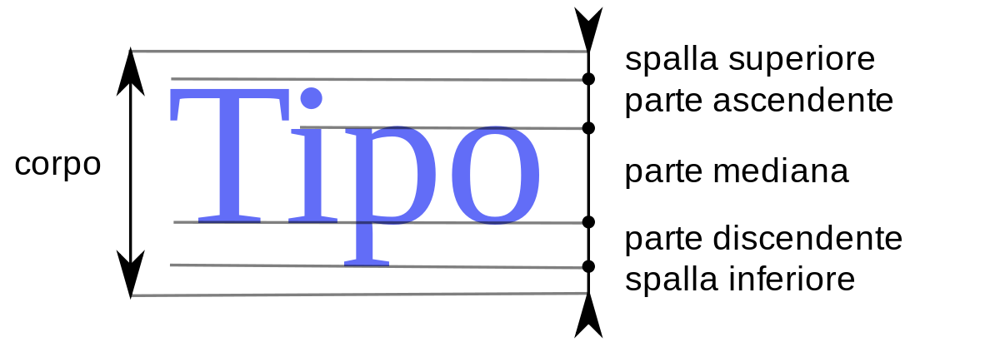 corpo
Tipo
spalla superiore
parte ascendente
parte mediana
parte discendente
spalla inferiore